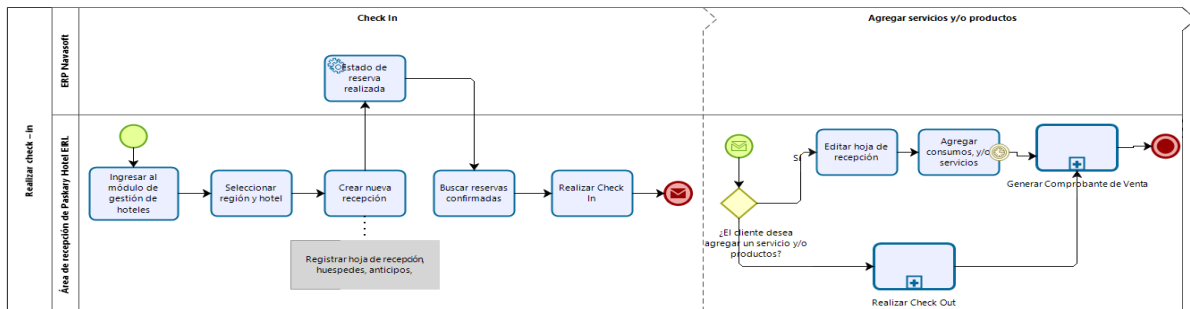 Check In
Agregar servicios y/o productos
Realizar check – in
ERP Navasoft
Área de recepción de Paskary Hotel EIRL
Estado de
reserva
realizada
Ingresar al
módulo de
gestión de
hoteles
Seleccionar
región y hotel
Crear nueva
recepción
Buscar reservas
confirmadas
Realizar Check
In
Registrar hoja de recepción,
huespedes, anticipos,
¿El cliente desea
agregar un servicio y/o
productos?
Sí
Editar hoja de
recepción
Agregar
consumos, y/o
servicios
Generar Comprobante de Venta
Realizar Check Out